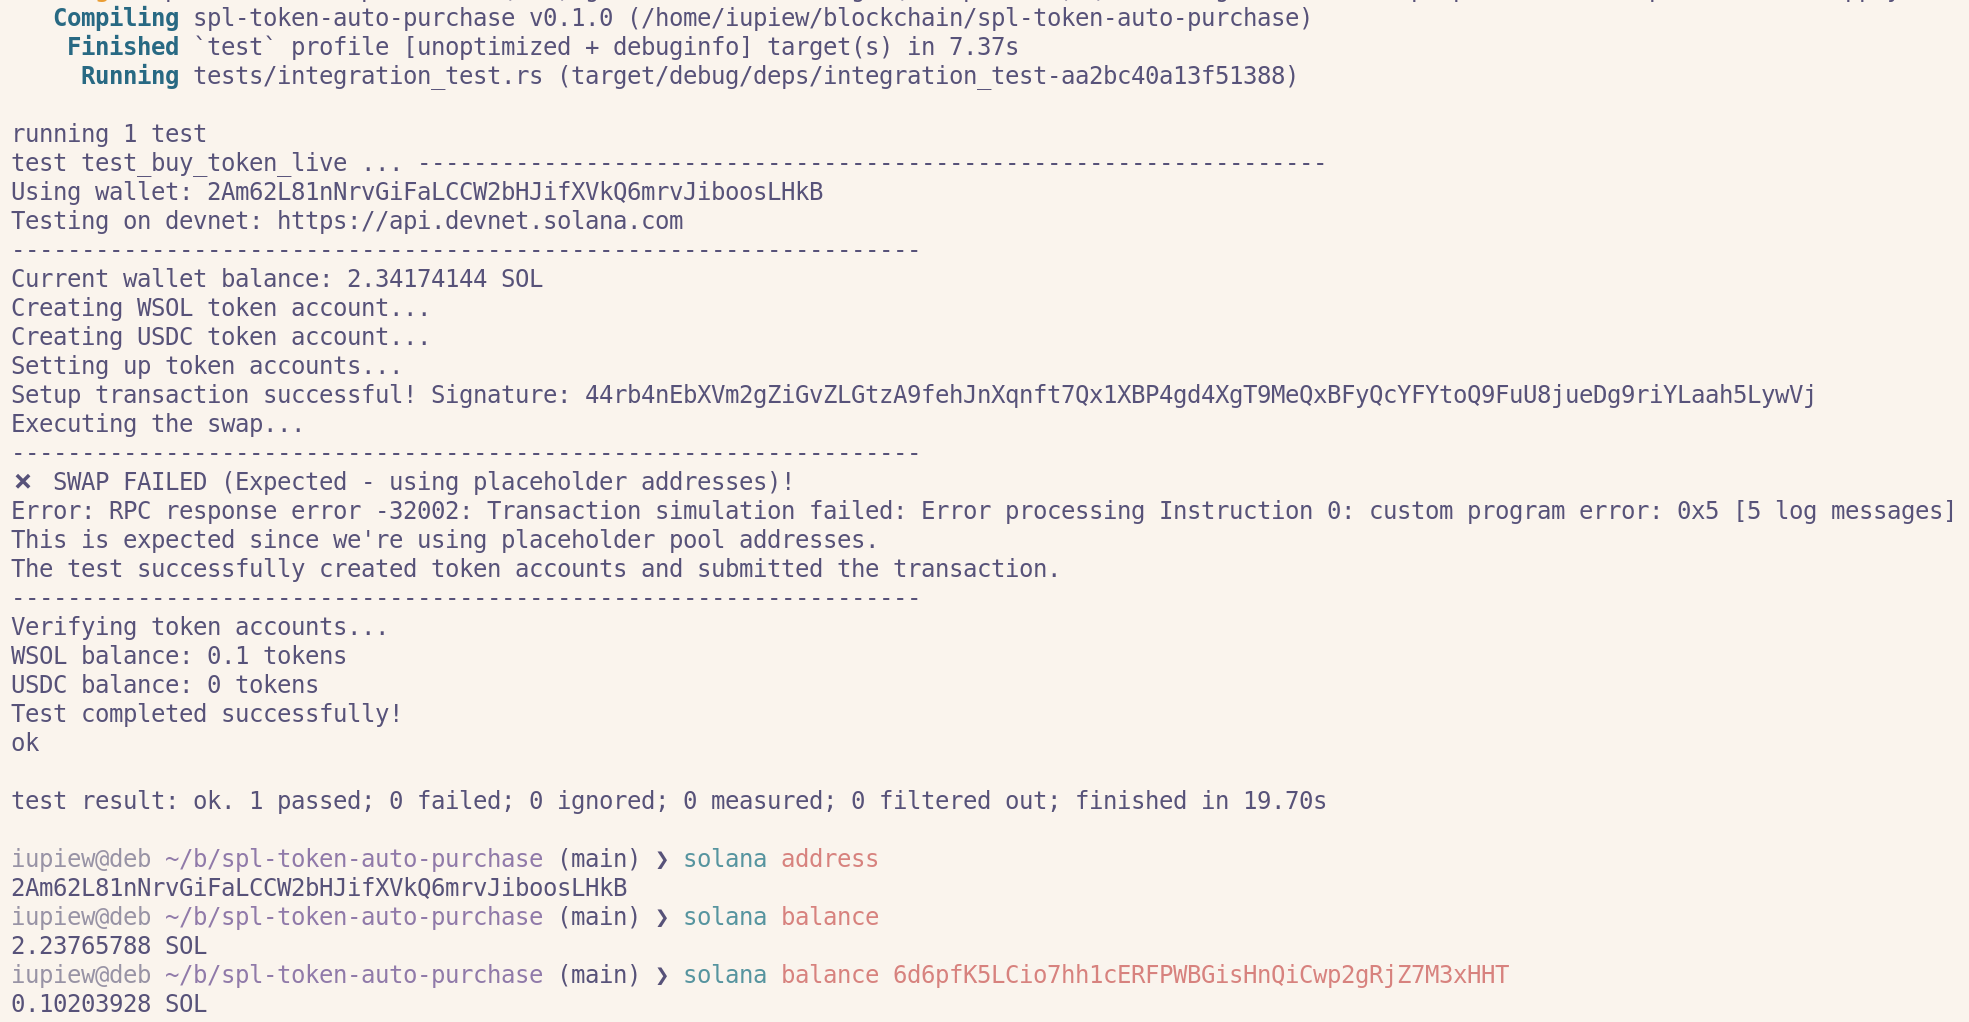 Compiling spl-token-auto-purchase v0.1.0 (/home/iupiew/blockchain/spl-token-auto-purchase)
Finished `test` profile [unoptimized + debuginfo] target(s) in 7.37s
Running tests/integration_test.rs (target/debug/deps/integration_test-aa2bc40a13f51388)
running 1 test
test test_buy_token_live ... -----------------------------------------------------------------
Using wallet: 2Am62L81nNrvGiFaLCCW2bHJifXVkQ6mrvJiboosLHkB
Testing on devnet: https://api.devnet.solana.com
-----------------------------------------------------------------
Current wallet balance: 2.34174144 SOL
Creating WSOL token account...
Creating USDC token account...
Setting up token accounts...
Setup transaction successful! Signature: 44rb4nEbXVm2gZiGvZLGtzA9fehJnXqnft7Qx1XBP4gd4XgT9MeQxBFyQcYFYtoQ9FuU8jueDg9riYLaah5LywVj
Executing the swap...
-----------------------------------------------------------------
❌ SWAP FAILED (Expected - using placeholder addresses)!
Error: RPC response error -32002: Transaction simulation failed: Error processing Instruction 0: custom program error: 0x5 [5 log messages]
This is expected since we're using placeholder pool addresses.
The test successfully created token accounts and submitted the transaction.
-----------------------------------------------------------------
Verifying token accounts...
WSOL balance: 0.1 tokens
USDC balance: 0 tokens
Test completed successfully!
ok
test result: ok. 1 passed; 0 failed; 0 ignored; 0 measured; 0 filtered out; finished in 19.70s
iupiew@deb ~/b/spl-token-auto-purchase (main) ❯ solana address
2Am62L81nNrvGiFaLCCW2bHJifXVkQ6mrvJiboosLHkB
iupiew@deb ~/b/spl-token-auto-purchase (main) ❯ solana balance
2.23765788 SOL
iupiew@deb ~/b/spl-token-auto-purchase (main) ❯ solana balance 6d6pfK5LCio7hh1cERFPWBGisHnQiCwp2gRjZ7M3xHHT
0.10203928 SOL